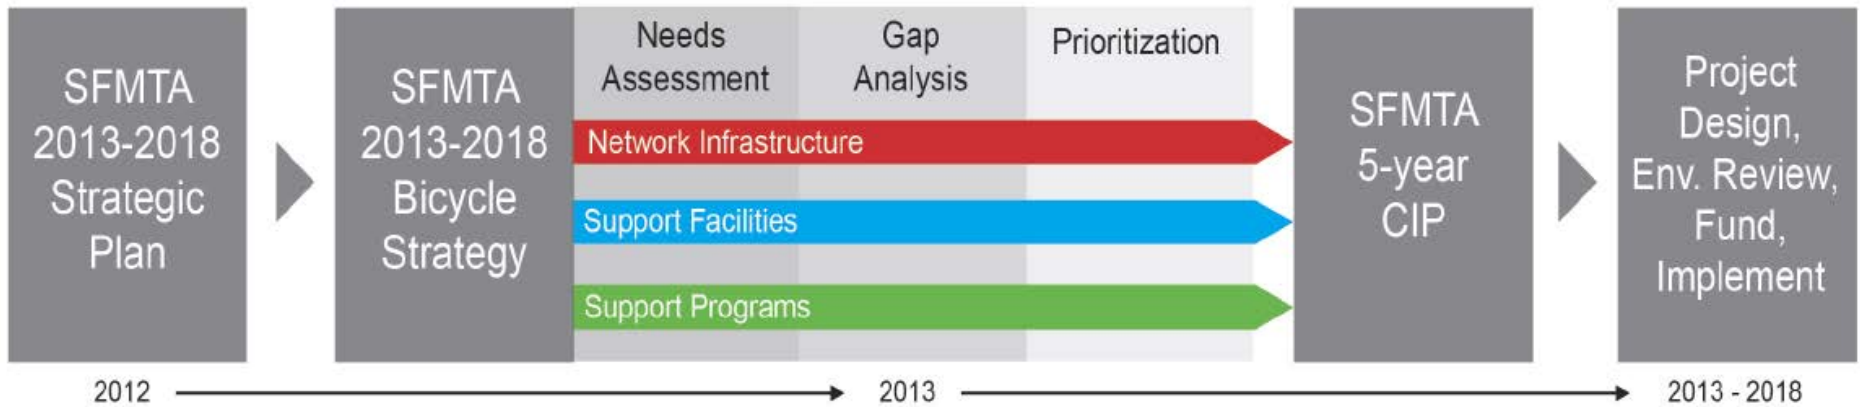 SFMTA
2013-2018
Strategic
Plan
SFMTA
2013-2018
Bicycle
Strategy
Needs
Assessment
Gap
Analysis
Prioritization
Network Infrastructure
Support Facilities
Support Programs
SFMTA
5-year
CIP
Project
Design,
Env. Review,
Fund,
Implement
2012
2013
2013 - 2018